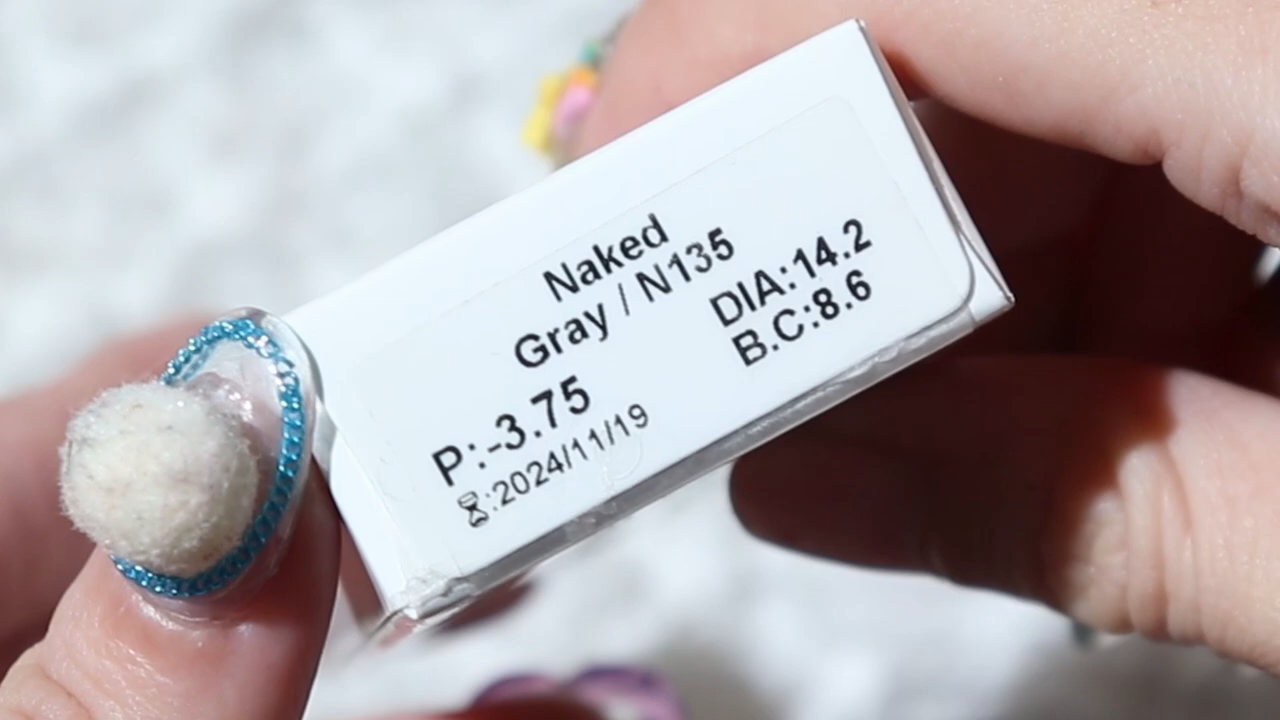 Naked
Gray / N135
DIA:14.2
P:-3.75
B.C:8.6
⌛:2024/11/19